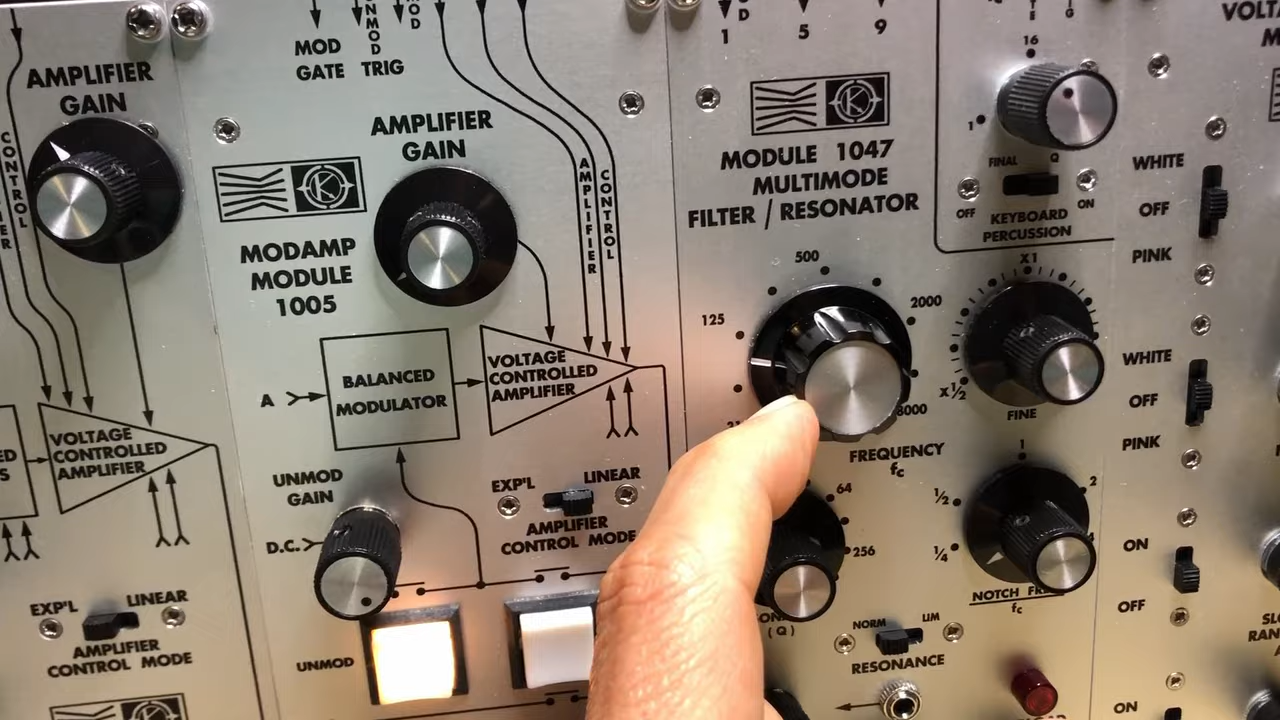 AMPLIFIER
GAIN
CONTROL
VOLTAGE
CONTROLLED
AMPLIFIER
EXP'L
LINEAR
AMPLIFIER
CONTROL MODE
MOD
GATE
UNMOD
TRIG
AMPLIFIER
GAIN
MODAMP
MODULE
1005
AMPLIFIER
CONTROL
A
BALANCED
MODULATOR
VOLTAGE
CONTROLLED
AMPLIFIER
UNMOD
GAIN
D.C.
EXP'L
LINEAR
AMPLIFIER
CONTROL MODE
UNMOD
1
5
9
K
MODULE 1047
MULTIMODE
FILTER / RESONATOR
125
500
2000
8000
FREQUENCY
fc
64
256
(Q)
NORM
LIM
RESONANCE
16
1
FINAL Q
OFF
ON
KEYBOARD
PERCUSSION
X1
X½
FINE
1
½
2
¼
NOTCH
fc
WHITE
OFF
PINK
WHITE
OFF
PINK
ON
OFF
ON